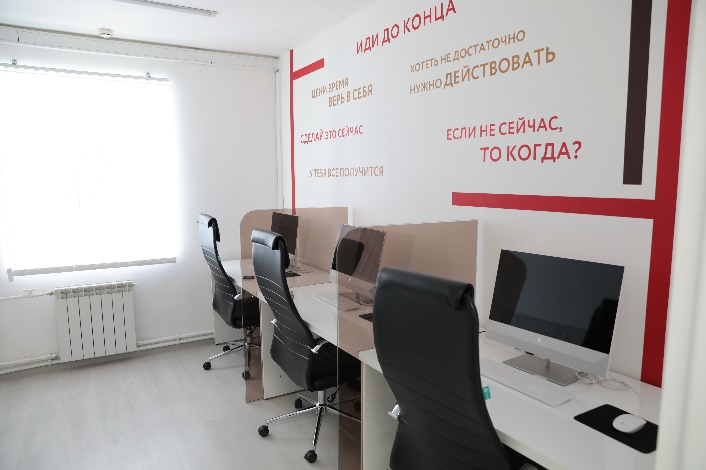 ИДИ ДО КОНЦА
ХОТЕТЬ НЕ ДОСТАТОЧНО
НУЖНО ДЕЙСТВОВАТЬ
ЦЕНИ ВРЕМЯ
ВЕРЬ В СЕБЯ
СДЕЛАЙ ЭТО СЕЙЧАС
ЕСЛИ НЕ СЕЙЧАС,
ТО КОГДА?
У ТЕБЯ ВСЕ ПОЛУЧИТСЯ